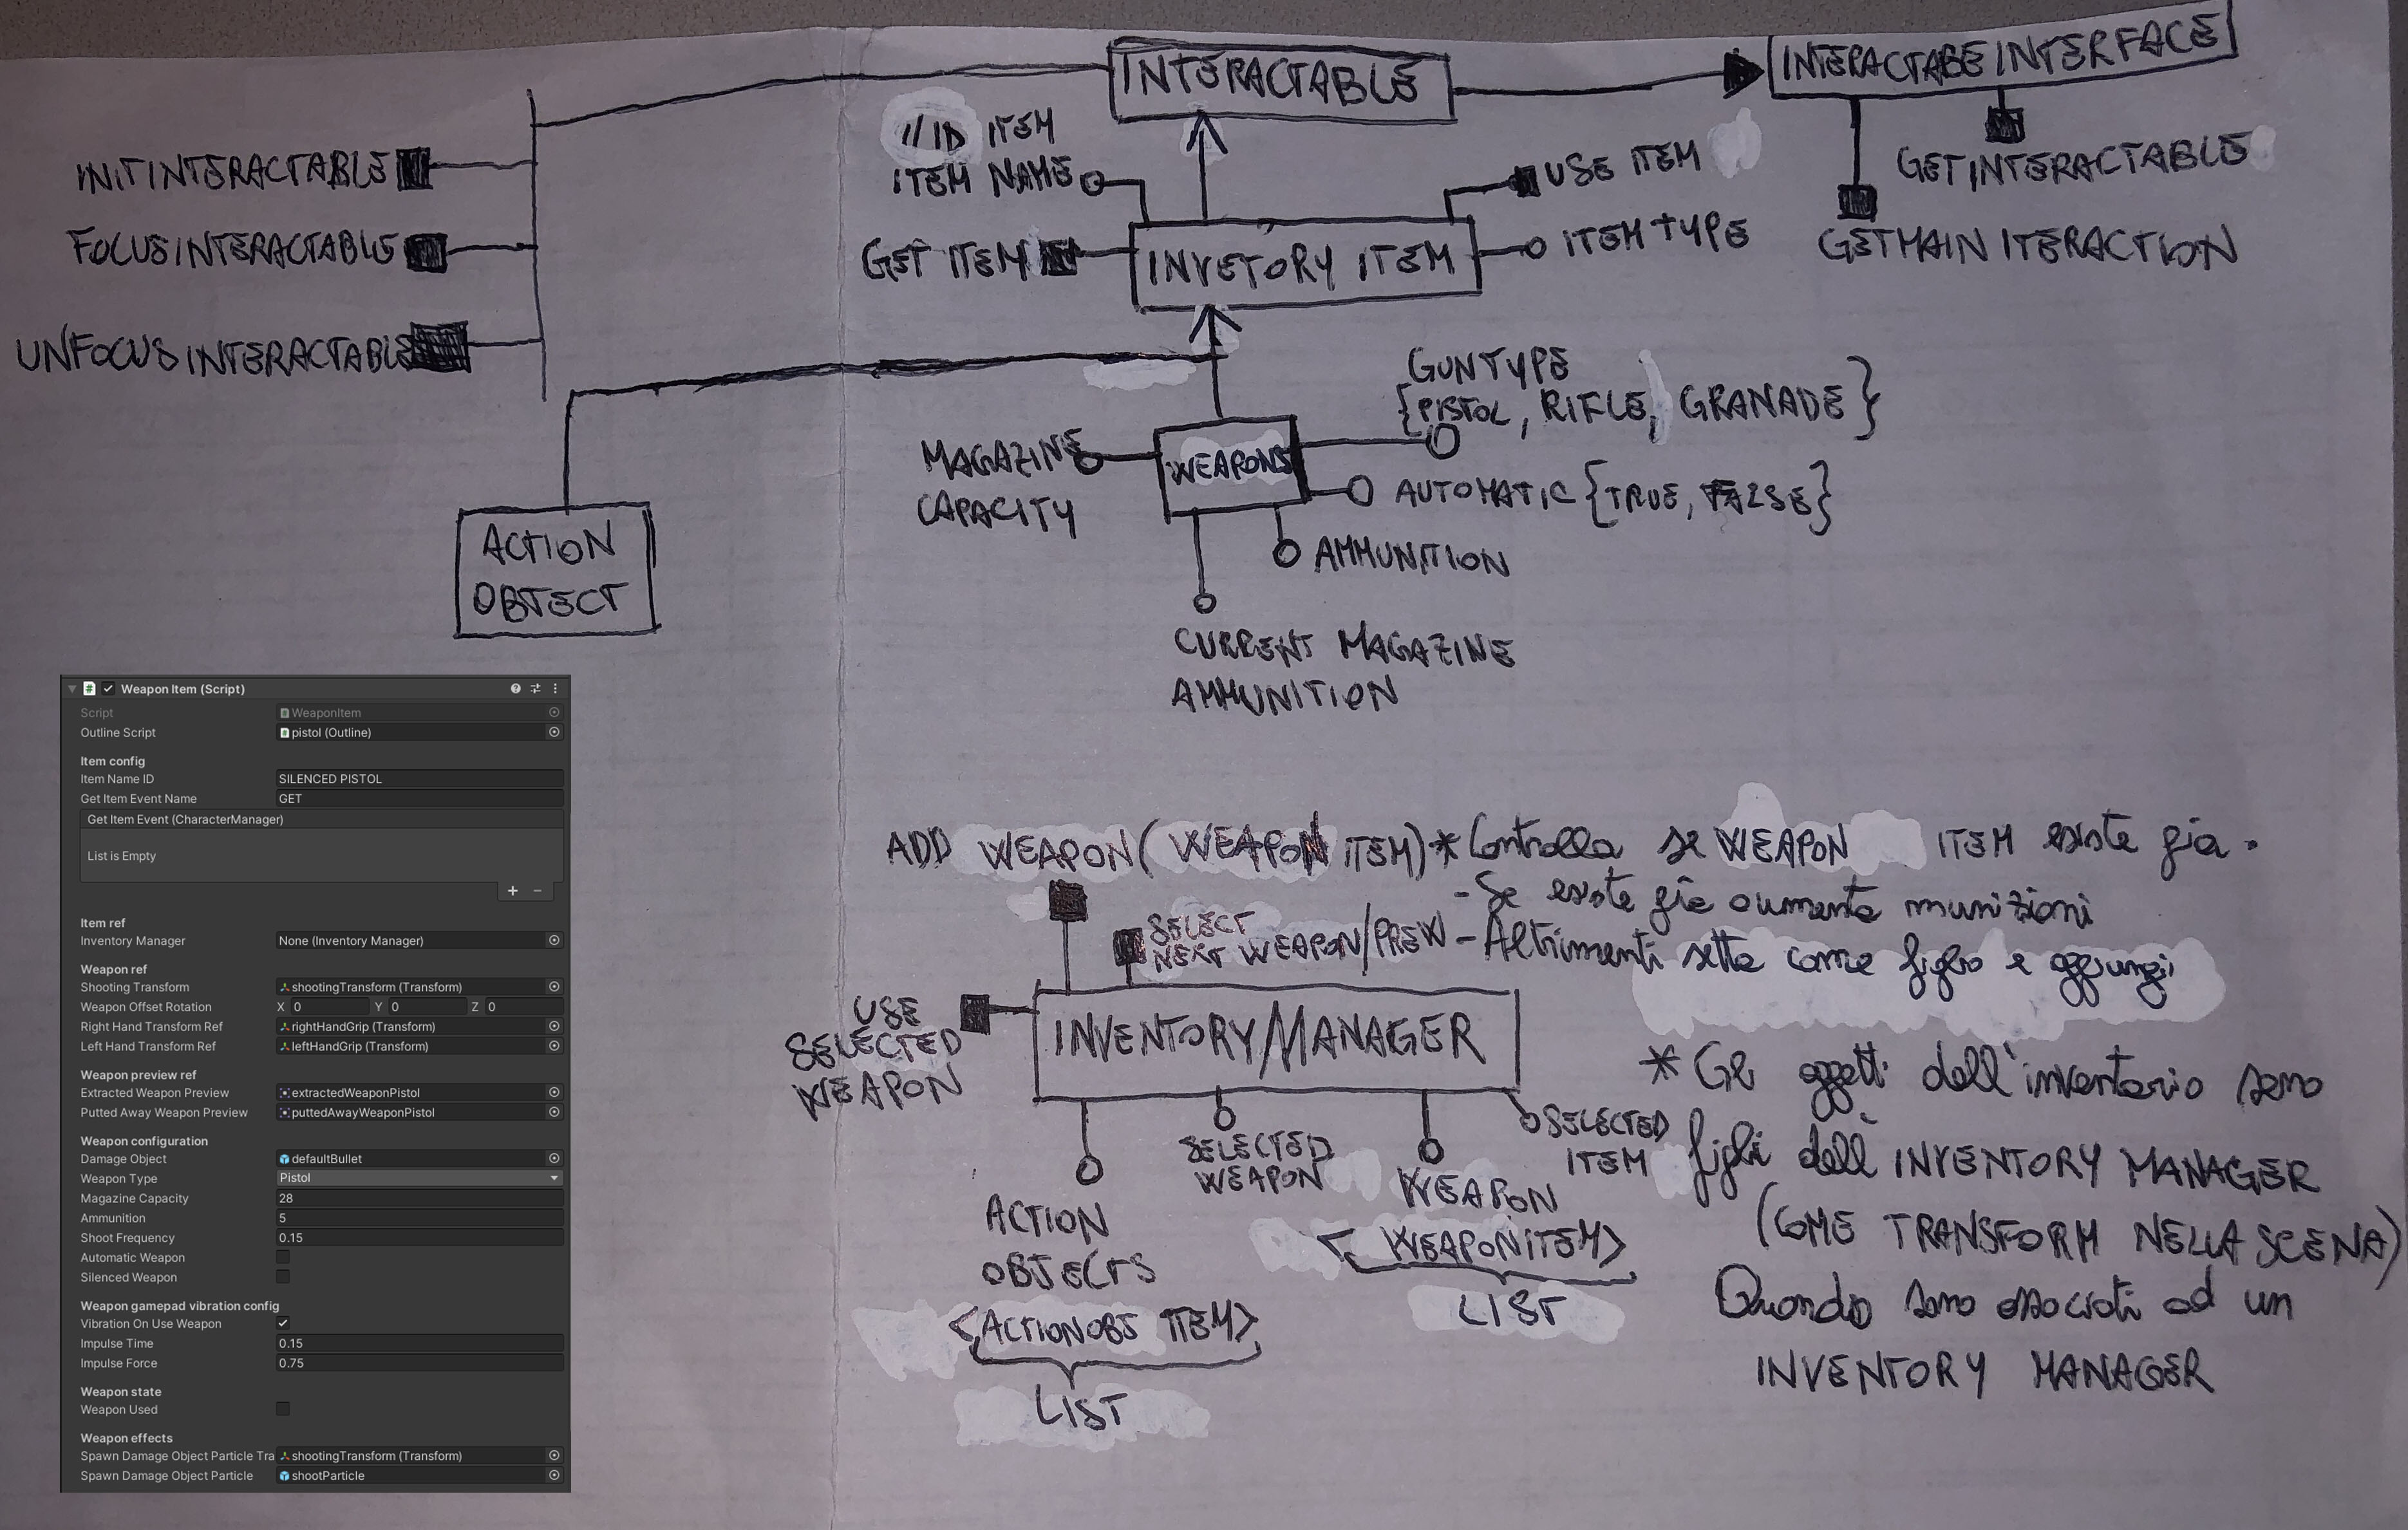 INTERACTABLE
INTERACTABE INTERFACE
GETINTERACTABLE
GETMAIN ITERACTION
INITINTERACTABLE
FOCUSINTERACTABLE
UNFOCUSINTERACTABLE
// ID ITEM
ITEM NAME
GET ITEM
USE ITEM
ITEM TYPE
INVETORY ITEM
GUNTYPE
{PISTOL, RIFLE, GRANADE}
MAGAZINE
CAPACITY
WEAPONS
AUTOMATIC {TRUE, FALSE}
AMMUNITION
CURRENT MAGAZINE
AMMUNITION
ACTION
OBJECT
Weapon Item (Script)
Script WeaponItem
Outline Script pistol (Outline)
Item config
Item Name ID SILENCED PISTOL
Get Item Event Name GET
Get Item Event (CharacterManager)
List is Empty
+ −
Item ref
Inventory Manager None (Inventory Manager)
Weapon ref
Shooting Transform shootingTransform (Transform)
Weapon Offset Rotation X 0 Y 0 Z 0
Right Hand Transform Ref rightHandGrip (Transform)
Left Hand Transform Ref leftHandGrip (Transform)
Weapon preview ref
Extracted Weapon Preview extractedWeaponPistol
Putted Away Weapon Preview puttedAwayWeaponPistol
Weapon configuration
Damage Object defaultBullet
Weapon Type Pistol
Magazine Capacity 28
Ammunition 5
Shoot Frequency 0.15
Automatic Weapon
Silenced Weapon
Weapon gamepad vibration config
Vibration On Use Weapon
Impulse Time 0.15
Impulse Force 0.75
Weapon state
Weapon Used
Weapon effects
Spawn Damage Object Particle Tra shootingTransform (Transform)
Spawn Damage Object Particle shootParticle
ADD WEAPON(WEAPON ITEM) * Controlla se WEAPON ITEM esiste già.
- Se esiste già aumenta munizioni
- Altrimenti setta come figlio e aggiungi
SELECT
NEXT WEAPON/PREW
USE
SELECTED
WEAPON
INVENTORY/MANAGER
ACTION
OBJECTS
<ACTIONOBJ ITEM>
LIST
SELECTED
WEAPON
WEAPON
<WEAPONITEM>
LIST
SELECTED
ITEM
* Gli oggetti dell'inventario sono
figli dell'INVENTORY MANAGER
(COME TRANSFORM NELLA SCENA)
Quando sono associati ad un
INVENTORY MANAGER